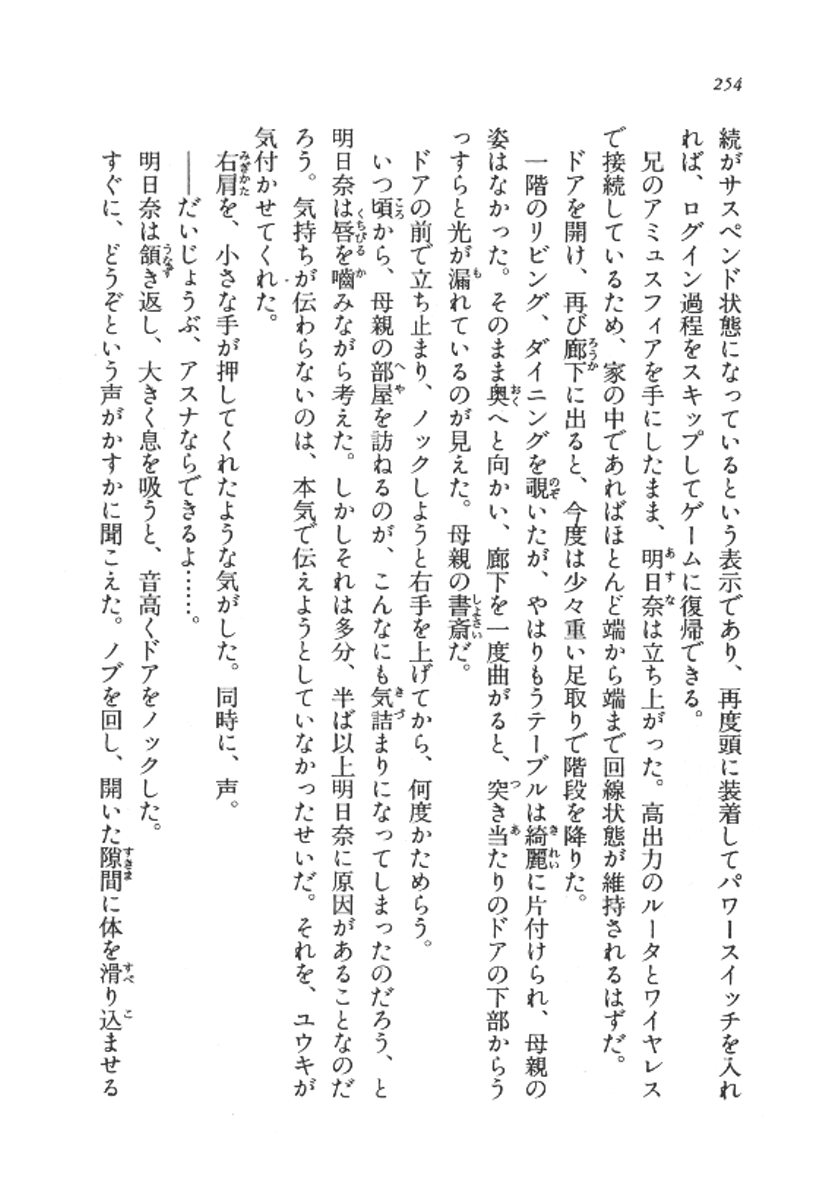 254
続がサスペンド状態になっているという表示であり、再度頭に装着してパワースイッチを入れ
れば、ログイン過程をスキップしてゲームに復帰できる。
兄のアミュスフィアを手にしたまま、明日奈は立ち上がった。高出力のルータとワイヤレス
で接続しているため、家の中であればほとんど端から端まで回線状態が維持されるはずだ。
ドアを開け、再び廊下に出ると、今度は少々重い足取りで階段を降りた。
一階のリビング、ダイニングを覗いたが、やはりもうテーブルは綺麗に片付けられ、母親の
姿はなかった。そのまま奥へと向かい、廊下を一度曲がると、突き当たりのドアの下部からう
っすらと光が漏れているのが見えた。母親の書斎だ。
ドアの前で立ち止まり、ノックしようと右手を上げてから、何度かためらう。
いつ頃から、母親の部屋を訪ねるのが、こんなにも気詰まりになってしまったのだろう、と
明日奈は唇を嚙みながら考えた。しかしそれは多分、半ば以上明日奈に原因があることなのだ
ろう。気持ちが伝わらないのは、本気で伝えようとしていなかったせいだ。それを、ユウキが
気付かせてくれた。
右肩を、小さな手が押してくれたような気がした。同時に、声。
――だいじょうぶ、アスナならできるよ……。
明日奈は頷き返し、大きく息を吸うと、音高くドアをノックした。
すぐに、どうぞという声がかすかに聞こえた。ノブを回し、開いた隙間に体を滑り込ませる